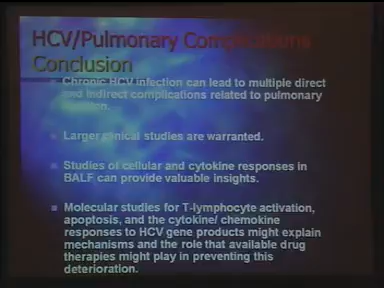 HCV/Pulmonary Complications
Conclusion
Chronic HCV infection can lead to multiple direct
and indirect complications related to pulmonary
Larger clinical studies are warranted.
Studies of cellular and cytokine responses in
BALF can provide valuable insights.
Molecular studies for T-lymphocyte activation,
apoptosis, and the cytokine/ chemokine
responses to HCV gene products might explain
mechanisms and the role that available drug
therapies might play in preventing this
deterioration.